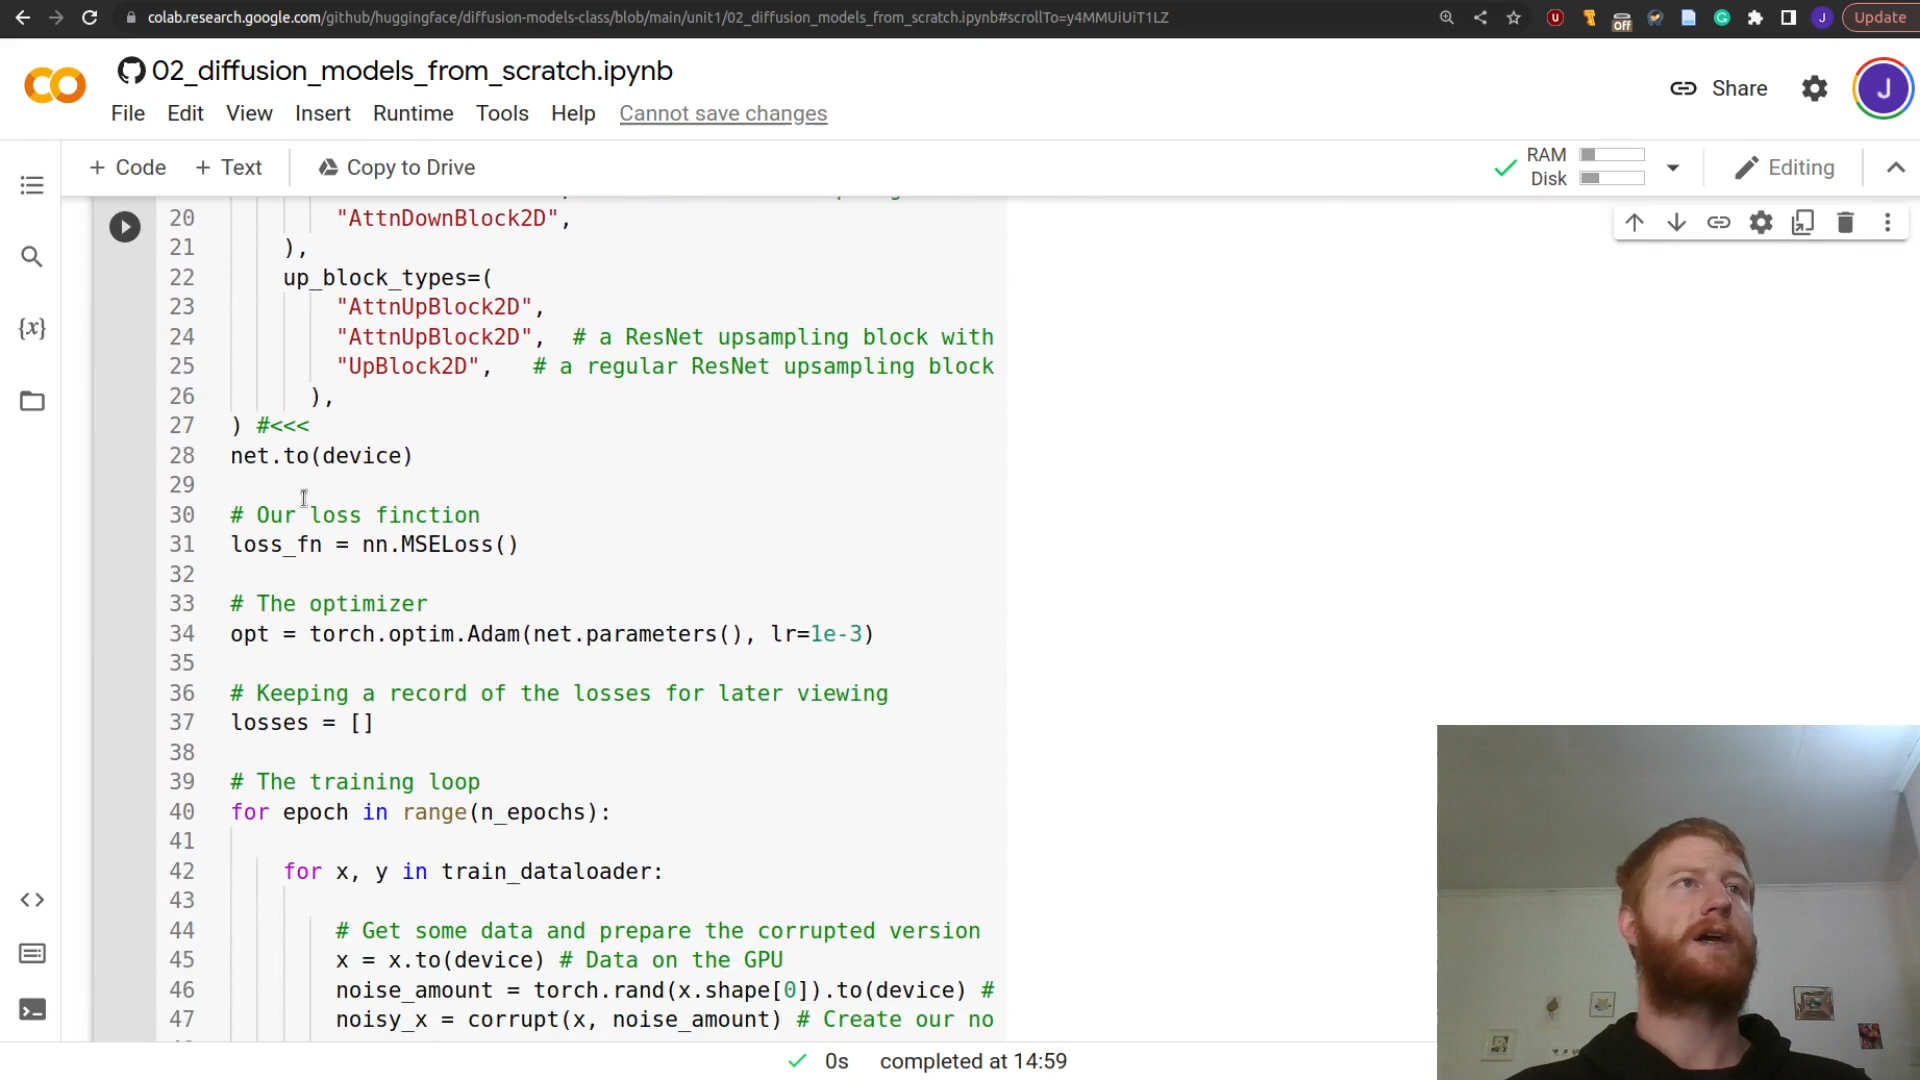 colab.research.google.com/github/huggingface/diffusion-models-class/blob/main/unit1/02_diffusion_models_from_scratch.ipynb#scrollTo=y4MMUiUiT1LZ
Off
J
Update
02_diffusion_models_from_scratch.ipynb
Share
J
File Edit View Insert Runtime Tools Help Cannot save changes
+ Code + Text Copy to Drive
RAM
Disk
Editing
{x}
20 "AttnDownBlock2D",
21 ),
22 up_block_types=(
23 "AttnUpBlock2D",
24 "AttnUpBlock2D", # a ResNet upsampling block with
25 "UpBlock2D", # a regular ResNet upsampling block
26 ),
27 ) #<<<
28 net.to(device)
29
30 # Our loss finction
31 loss_fn = nn.MSELoss()
32
33 # The optimizer
34 opt = torch.optim.Adam(net.parameters(), lr=1e-3)
35
36 # Keeping a record of the losses for later viewing
37 losses = []
38
39 # The training loop
40 for epoch in range(n_epochs):
41
42 for x, y in train_dataloader:
43
44 # Get some data and prepare the corrupted version
45 x = x.to(device) # Data on the GPU
46 noise_amount = torch.rand(x.shape[0]).to(device) #
47 noisy_x = corrupt(x, noise_amount) # Create our no
0s completed at 14:59